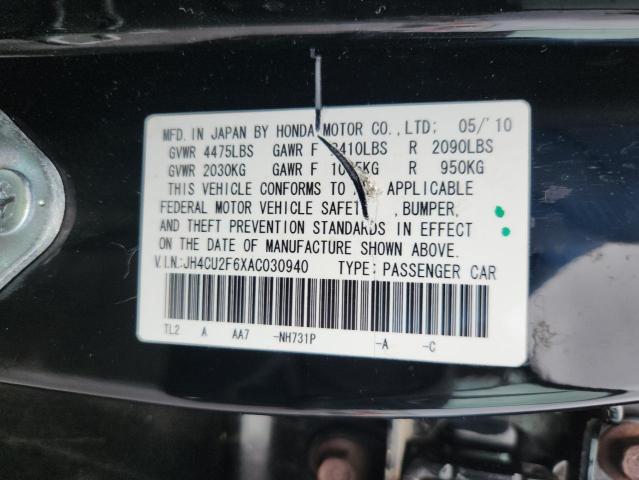 MFD. IN JAPAN BY HONDA MOTOR CO., LTD; 05/'10
GVWR 4475LBS GAWR F 2410LBS R 2090LBS
GVWR 2030KG GAWR F KG R 950KG
THIS VEHICLE CONFORMS TO APPLICABLE
FEDERAL MOTOR VEHICLE SAFETY, BUMPER,
AND THEFT PREVENTION STANDARDS IN EFFECT
ON THE DATE OF MANUFACTURE SHOWN ABOVE.
V.I.N:JH4CU2F6XAC030940 TYPE: PASSENGER CAR
TL2 A AA7 -NH731P -A -C